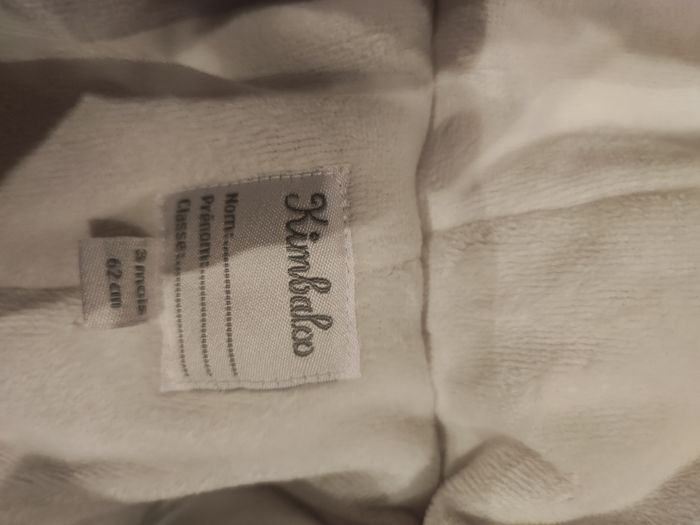 Kimbaloo
Nom:
Prénom:
Classe:
3 mois
62 cm